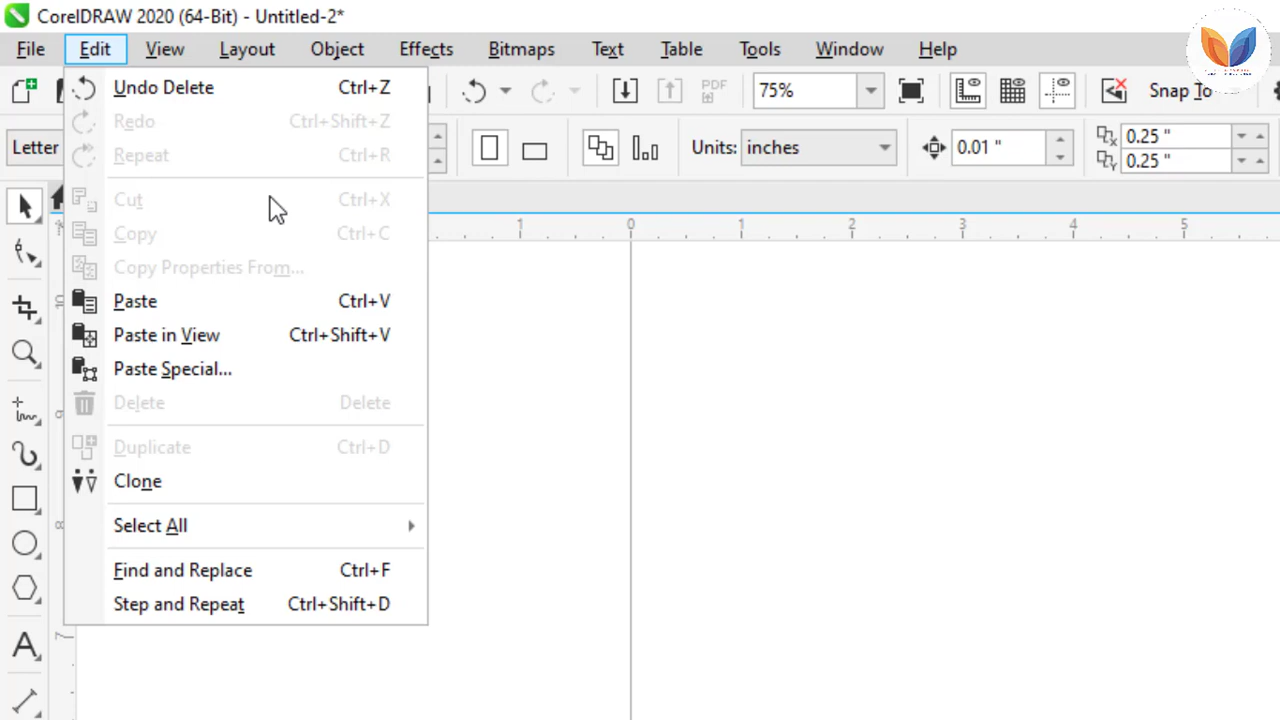 CorelDRAW 2020 (64-Bit) - Untitled-2*
File Edit View Layout Object Effects Bitmaps Text Table Tools Window Help
PDF 75% Snap To
Letter Units: inches 0.01 " 0.25 "
0.25 "
Undo Delete Ctrl+Z
Redo Ctrl+Shift+Z
Repeat Ctrl+R
Cut Ctrl+X
Copy Ctrl+C
Copy Properties From...
Paste Ctrl+V
Paste in View Ctrl+Shift+V
Paste Special...
Delete Delete
Duplicate Ctrl+D
Clone
Select All
Find and Replace Ctrl+F
Step and Repeat Ctrl+Shift+D
1 0 1 2 3 4 5
8
7